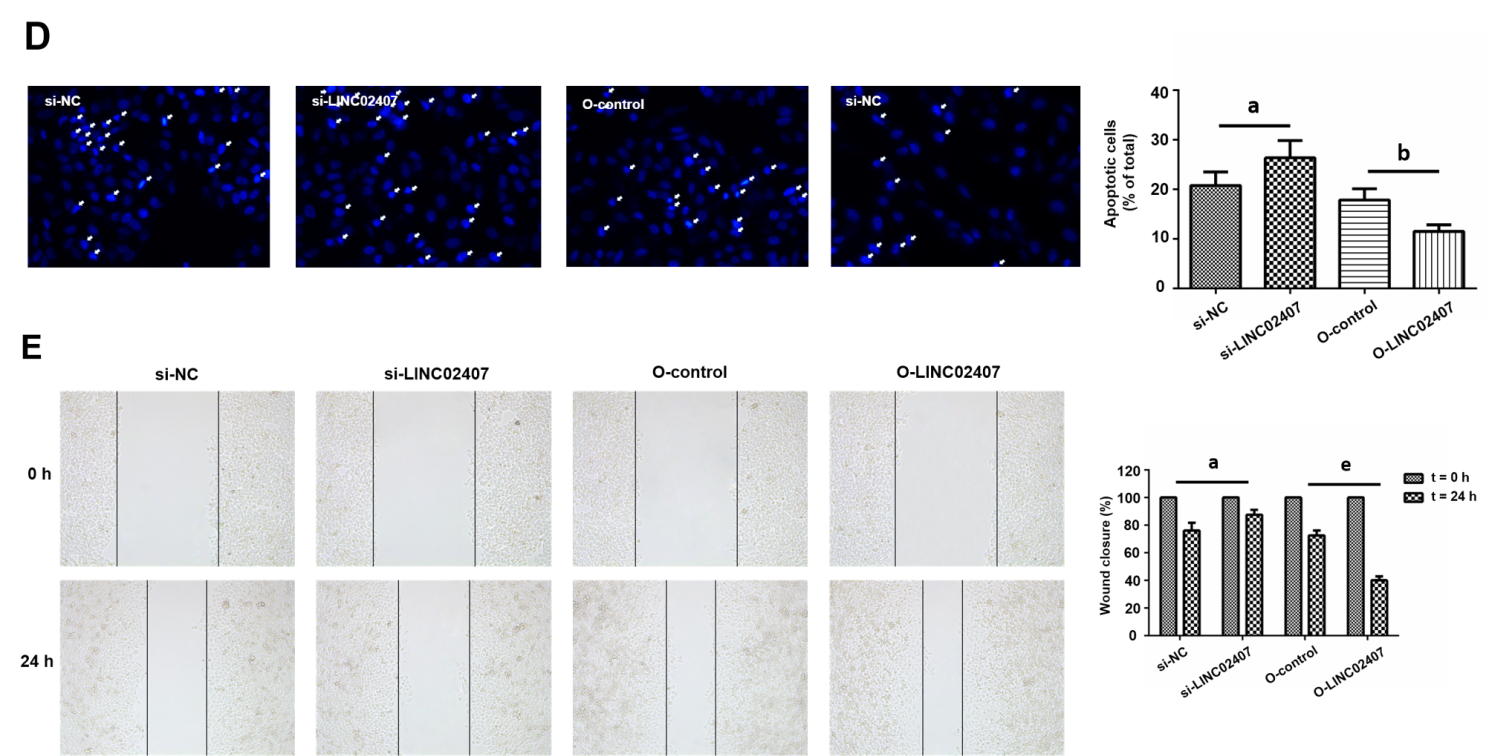 D
si-NC
si-LINC02407
O-control
si-NC
Apoptotic cells
(% of total)
40
30
20
10
0
a
b
si-NC
si-LINC02407
O-control
O-LINC02407
E
si-NC
si-LINC02407
O-control
O-LINC02407
0 h
24 h
Wound closure (%)
120
100
80
60
40
20
0
a
e
t = 0 h
t = 24 h
si-NC
si-LINC02407
O-control
O-LINC02407